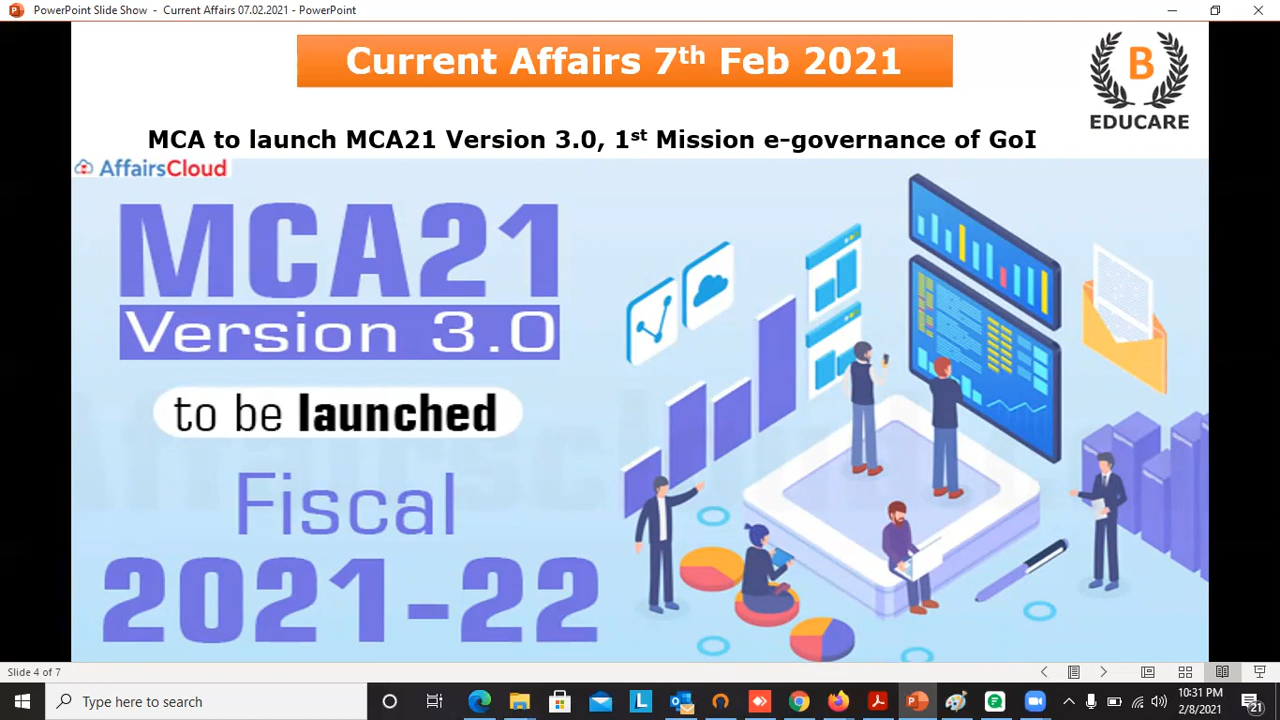 PowerPoint Slide Show - Current Affairs 07.02.2021 - PowerPoint
Current Affairs 7th Feb 2021
B
EDUCARE
MCA to launch MCA21 Version 3.0, 1st Mission e-governance of GoI
AffairsCloud
MCA21
Version 3.0
to be launched
Fiscal
2021-22
Slide 4 of 7
Type here to search
10:31 PM
2/8/2021
21